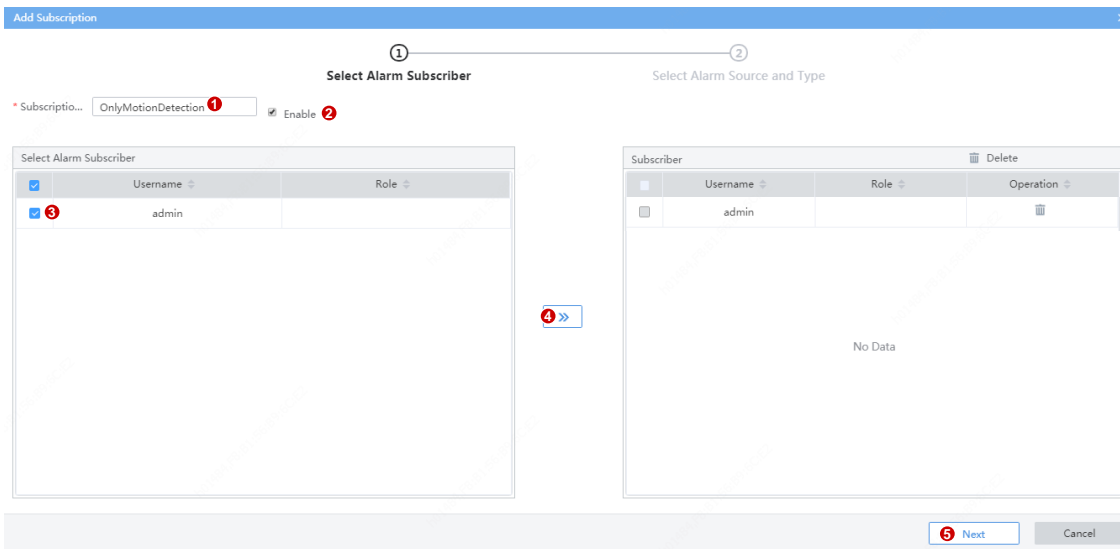 Add Subscription
1 2
Select Alarm Subscriber Select Alarm Source and Type
* Subscriptio... OnlyMotionDetection 1 Enable 2
Select Alarm Subscriber
Username Role
3 admin
4 »
Subscriber Delete
Username Role Operation
admin
No Data
5 Next Cancel